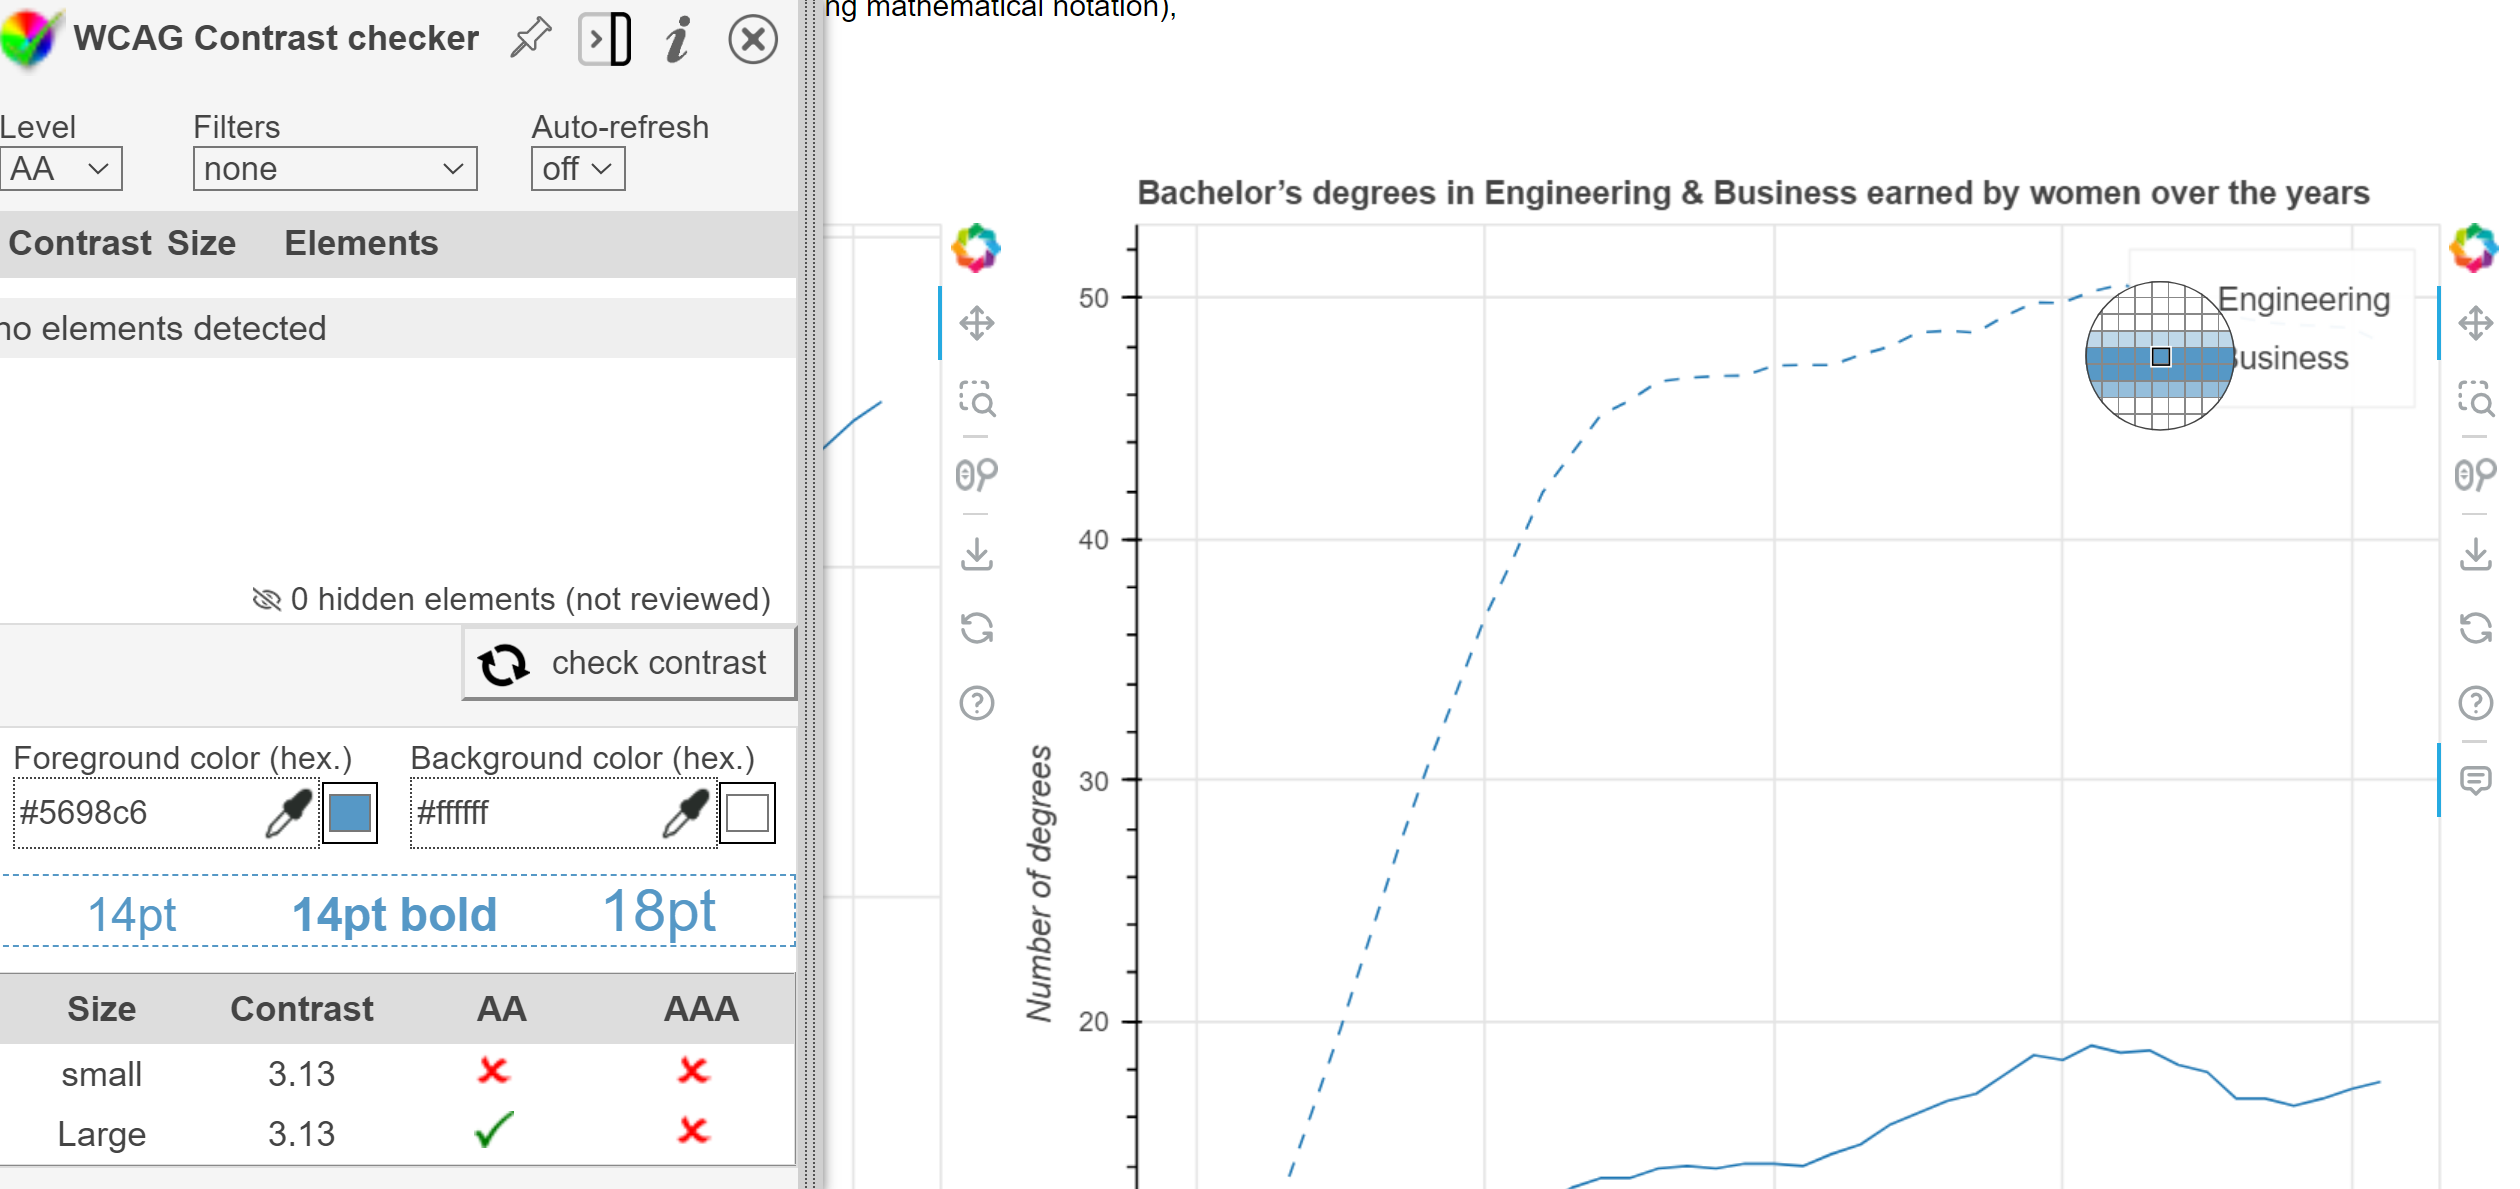 ng mathematical notation),
WCAG Contrast checker
Level Filters Auto-refresh
AA none off
Contrast Size Elements
no elements detected
0 hidden elements (not reviewed)
check contrast
Foreground color (hex.) Background color (hex.)
#5698c6 #ffffff
14pt 14pt bold 18pt
Size Contrast AA AAA
small 3.13
Large 3.13
Bachelor’s degrees in Engineering & Business earned by women over the years
Engineering
Business
50
40
30
20
Number of degrees